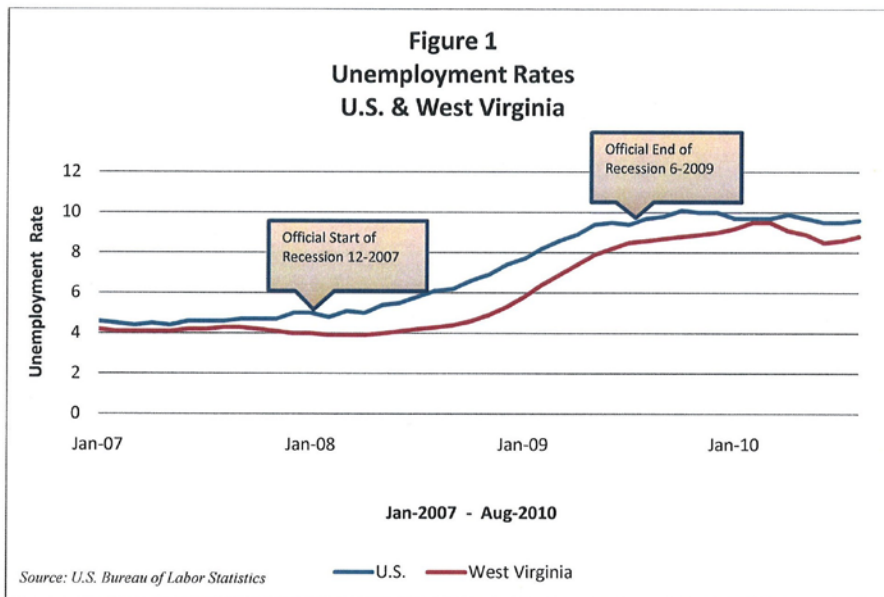 Figure 1
Unemployment Rates
U.S. & West Virginia
Official End of
Recession 6-2009
Official Start of
Recession 12-2007
Unemployment Rate
12
10
8
6
4
2
0
Jan-07 Jan-08 Jan-09 Jan-10
Jan-2007 - Aug-2010
Source: U.S. Bureau of Labor Statistics
U.S. West Virginia